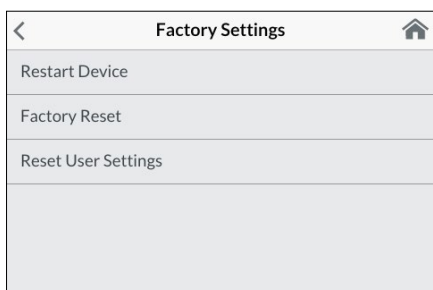 Factory Settings
Restart Device
Factory Reset
Reset User Settings